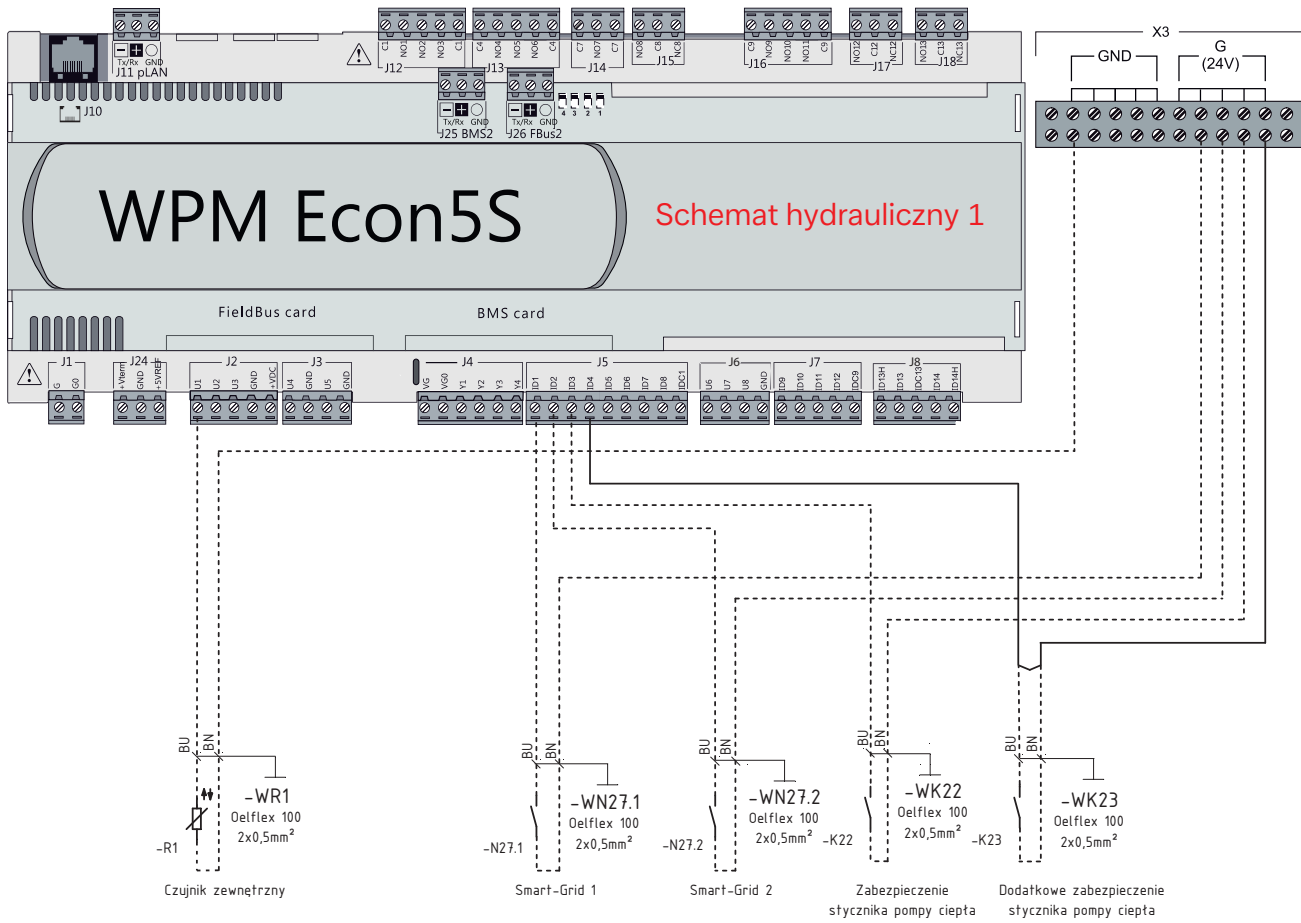 X3
GND
G
(24V)
C1 NO1 NO2 NO3 C1
C4 NO4 NO5 NO6 C4
C7 NO7 C7
NO8 C8 NC8
C9 NO9 NO10 NO11 C9
NO12 C12 NC12
NO13 C13 NC13
J12 J13 J14 J15 J16 J17 J18
Tx/Rx GND
J11 pLAN
J10
Tx/Rx GND
J25 BMS2
Tx/Rx GND
J26 FBus2
4 3 2 1
WPM Econ5S
Schemat hydrauliczny 1
FieldBus card
BMS card
J1 J24 J2 J3 J4 J5 J6 J7 J8
G G0
+Vterm GND +5VREF
U1 U2 U3 GND +VDC
U4 GND U5 GND
VG VG0 Y1 Y2 Y3 Y4
ID1 ID2 ID3 ID4 ID5 ID6 ID7 ID8 IDC1
U6 U7 U8 GND
ID9 ID10 ID11 ID12 IDC9
ID13H ID13 IDC13 ID14 ID14H
BU BN
BU BN
BU BN
BU BN
BU BN
-WR1
Oelflex 100
2x0,5mm²
-R1
Czujnik zewnętrzny
-WN27.1
Oelflex 100
2x0,5mm²
-N27.1
Smart-Grid 1
-WN27.2
Oelflex 100
2x0,5mm²
-N27.2
Smart-Grid 2
-WK22
Oelflex 100
2x0,5mm²
-K22
Zabezpieczenie
stycznika pompy ciepła
-WK23
Oelflex 100
2x0,5mm²
-K23
Dodatkowe zabezpieczenie
stycznika pompy ciepła